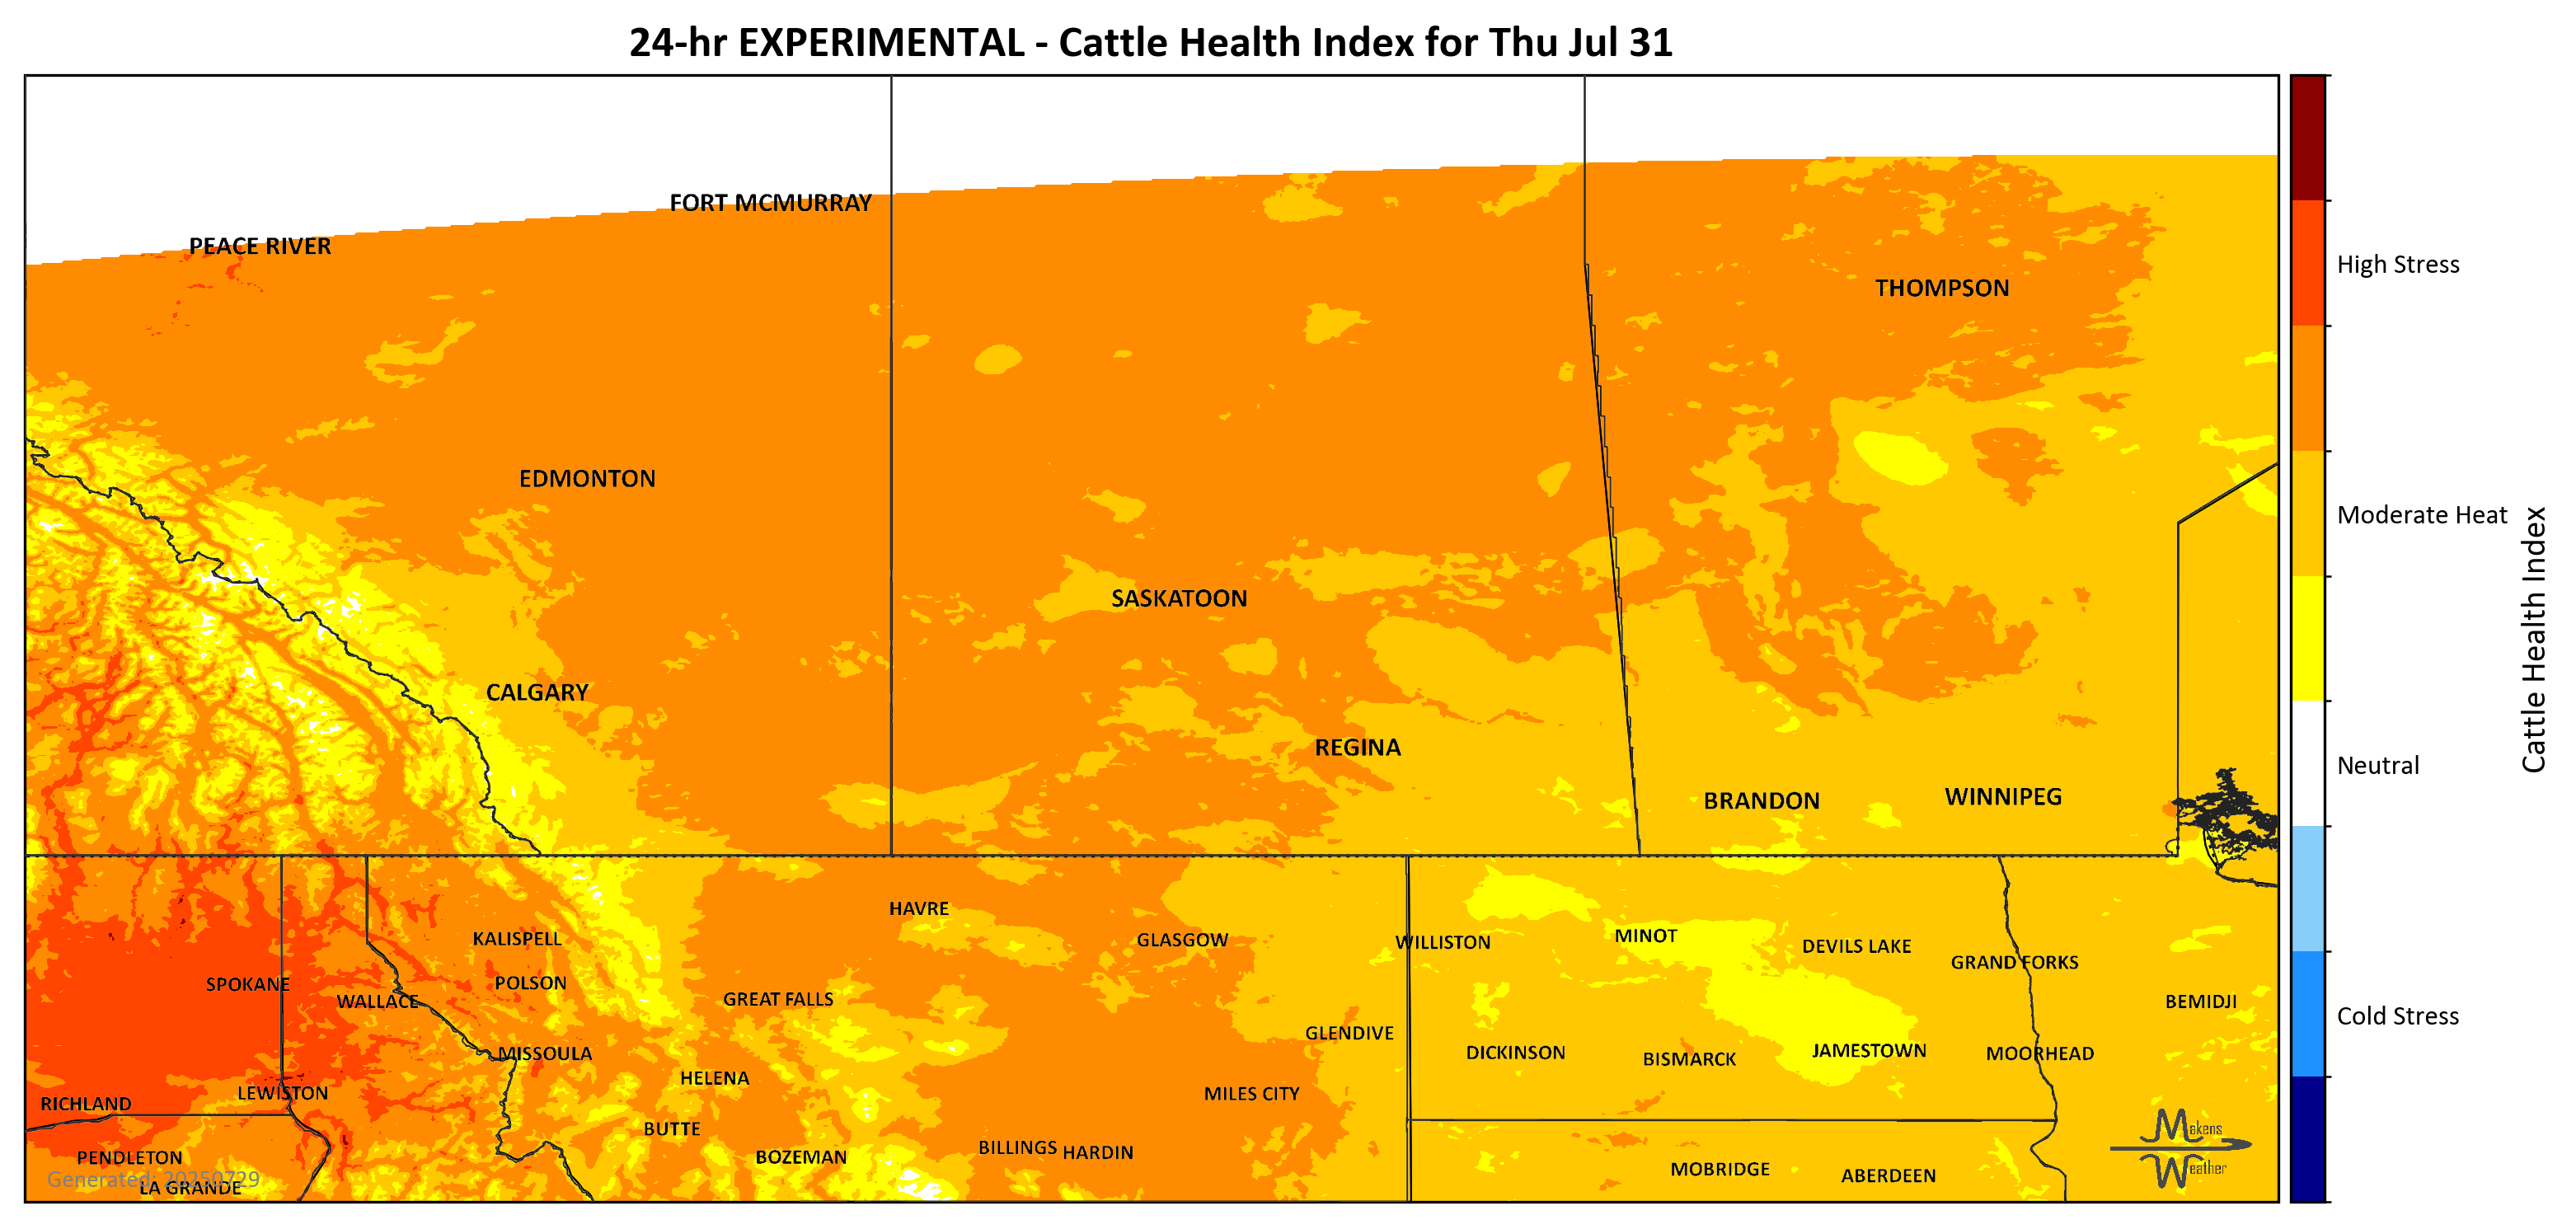 24-hr EXPERIMENTAL - Cattle Health Index for Thu Jul 31
FORT MCMURRAY
PEACE RIVER
High Stress
THOMPSON
EDMONTON
Moderate Heat
SASKATOON
Cattle Health Index
CALGARY
REGINA
Neutral
BRANDON
WINNIPEG
HAVRE
KALISPELL
GLASGOW
WILLISTON
MINOT
DEVILS LAKE
GRAND FORKS
SPOKANE
POLSON
WALLACE
GREAT FALLS
BEMIDJI
Cold Stress
GLENDIVE
MISSOULA
DICKINSON
BISMARCK
JAMESTOWN
MOORHEAD
HELENA
LEWISTON
MILES CITY
RICHLAND
BUTTE
Makens
Weather
PENDLETON
BOZEMAN
BILLINGS
HARDIN
MOBRIDGE
ABERDEEN
Generated: 20250729
LA GRANDE